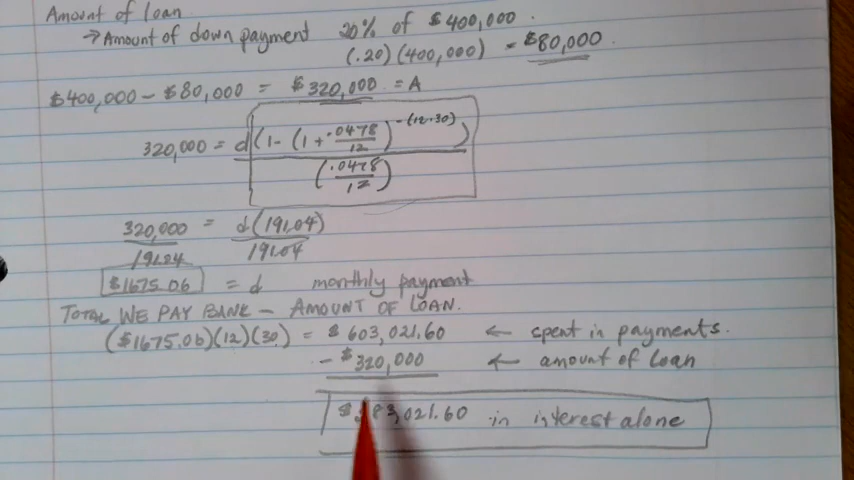 Amount of loan
→ Amount of down payment 20% of $400,000.
(.20)(400,000) = $80,000.
$400,000 - $80,000 = $320,000 = A
320,000 = d(1-(1+.0478/12)^-(12·30)) / (.0478/12)
320,000/191.04 = d(191.04)/191.04
$1675.06 = d monthly payment
TOTAL WE PAY BANK - AMOUNT OF LOAN.
($1675.06)(12)(30) = $603,021.60 ← spent in payments.
- $320,000 ← amount of loan
83,021.60 in interest alone